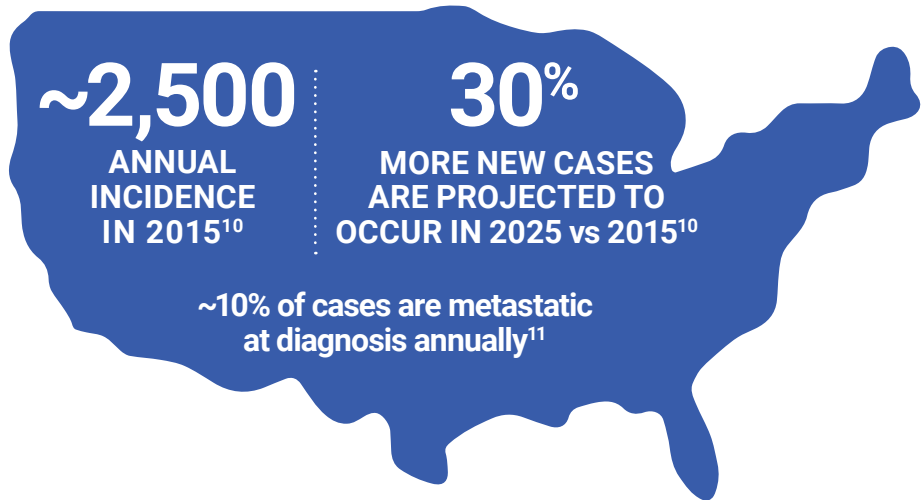 ~2,500
ANNUAL
INCIDENCE
IN 2015¹⁰
30%
MORE NEW CASES
ARE PROJECTED TO
OCCUR IN 2025 vs 2015¹⁰
~10% of cases are metastatic
at diagnosis annually¹¹